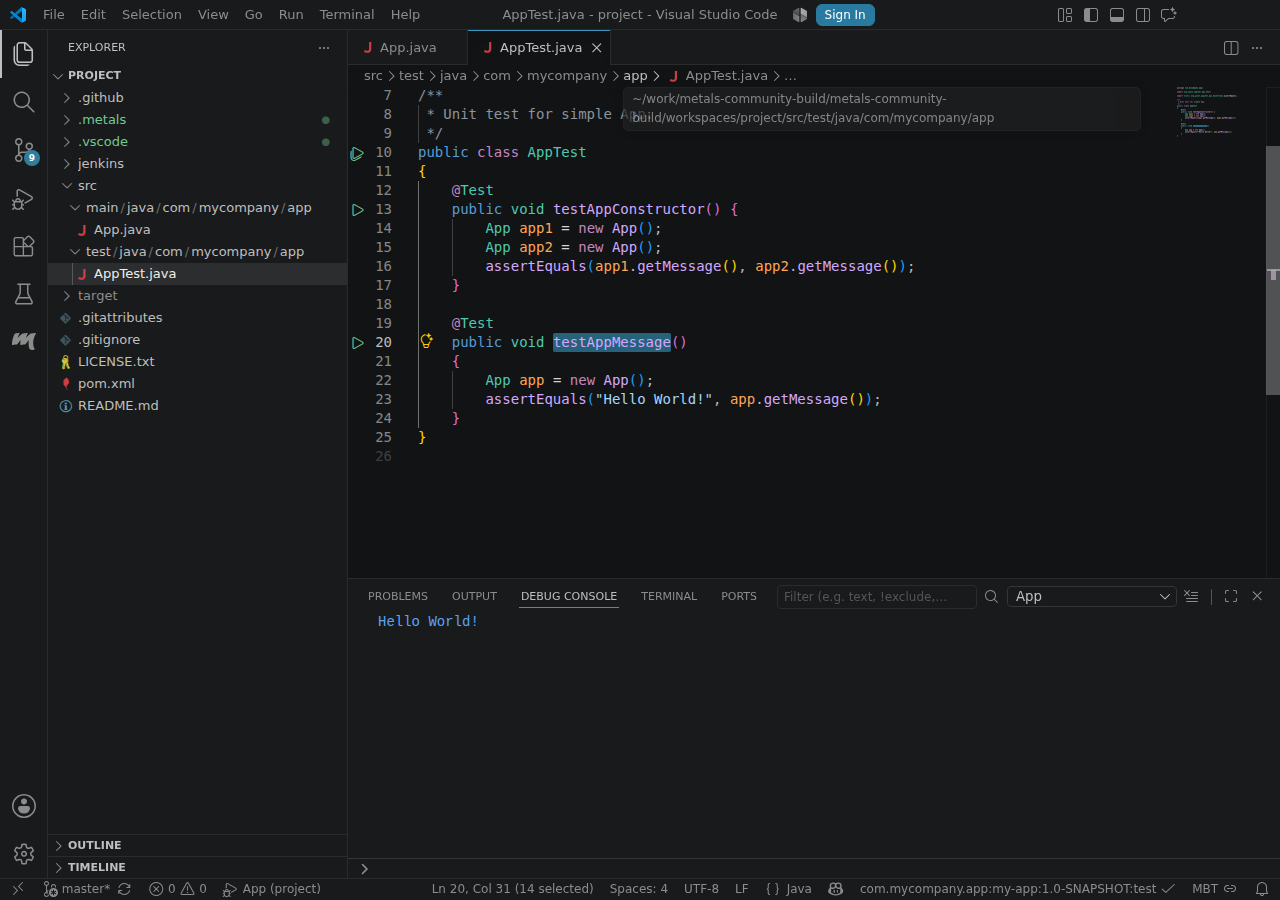 File Edit Selection View Go Run Terminal Help AppTest.java - project - Visual Studio Code Sign In
EXPLORER
PROJECT
.github
.metals
.vscode
jenkins
src
main/java/com/mycompany/app
App.java
test/java/com/mycompany/app
AppTest.java
target
.gitattributes
.gitignore
LICENSE.txt
pom.xml
README.md
OUTLINE
TIMELINE
9
App.java AppTest.java
src > test > java > com > mycompany > app > AppTest.java > ...
~/work/metals-community-build/metals-community-
build/workspaces/project/src/test/java/com/mycompany/app
7 /**
8 * Unit test for simple App.
9 */
10 public class AppTest
11 {
12 @Test
13 public void testAppConstructor() {
14 App app1 = new App();
15 App app2 = new App();
16 assertEquals(app1.getMessage(), app2.getMessage());
17 }
18
19 @Test
20 public void testAppMessage()
21 {
22 App app = new App();
23 assertEquals("Hello World!", app.getMessage());
24 }
25 }
26
PROBLEMS OUTPUT DEBUG CONSOLE TERMINAL PORTS Filter (e.g. text, !exclude,... App
Hello World!
master* 0 0 App (project) Ln 20, Col 31 (14 selected) Spaces: 4 UTF-8 LF { } Java com.mycompany.app:my-app:1.0-SNAPSHOT:test MBT